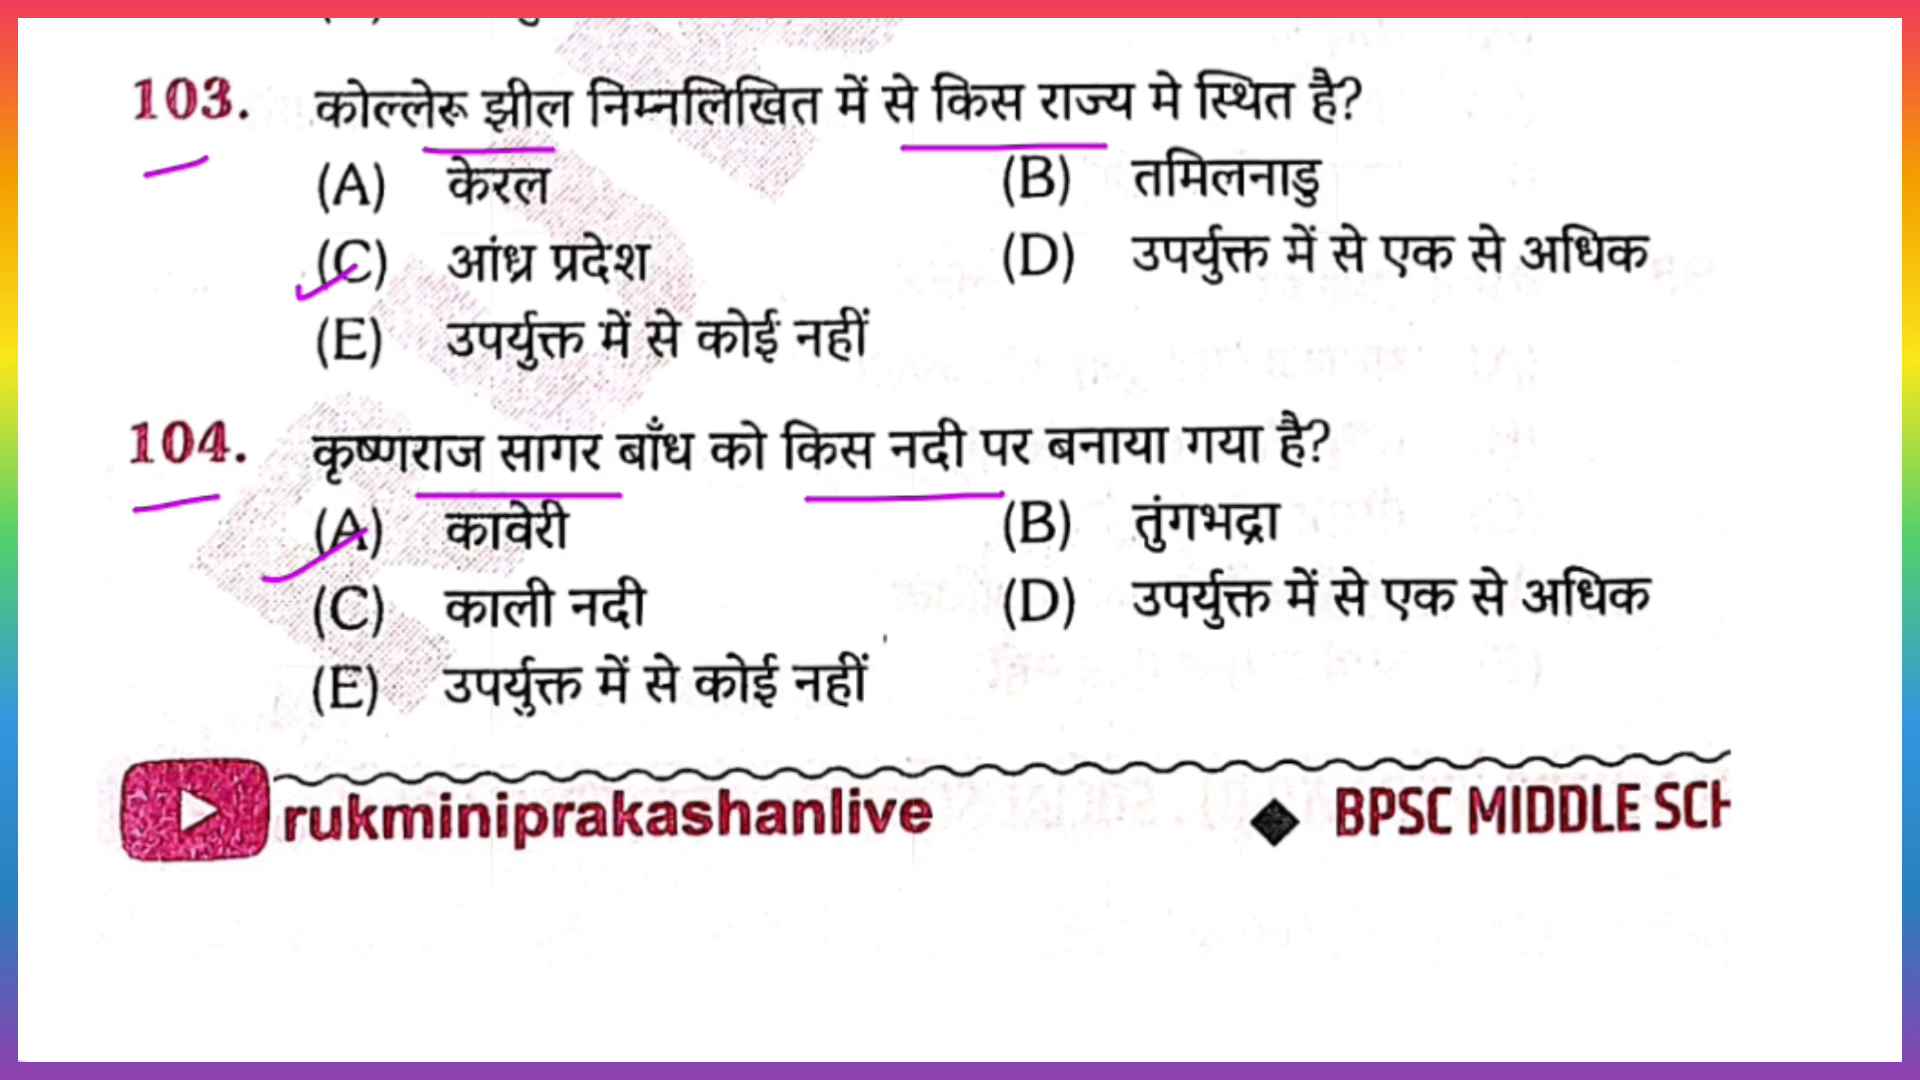 103. कोल्लेरू झील निम्नलिखित में से किस राज्य मे स्थित है?
(A) केरल (B) तमिलनाडु
(C) आंध्र प्रदेश (D) उपर्युक्त में से एक से अधिक
(E) उपर्युक्त में से कोई नहीं
104. कृष्णराज सागर बाँध को किस नदी पर बनाया गया है?
(A) कावेरी (B) तुंगभद्रा
(C) काली नदी (D) उपर्युक्त में से एक से अधिक
(E) उपर्युक्त में से कोई नहीं
rukminiprakashanlive ◆ BPSC MIDDLE SCH